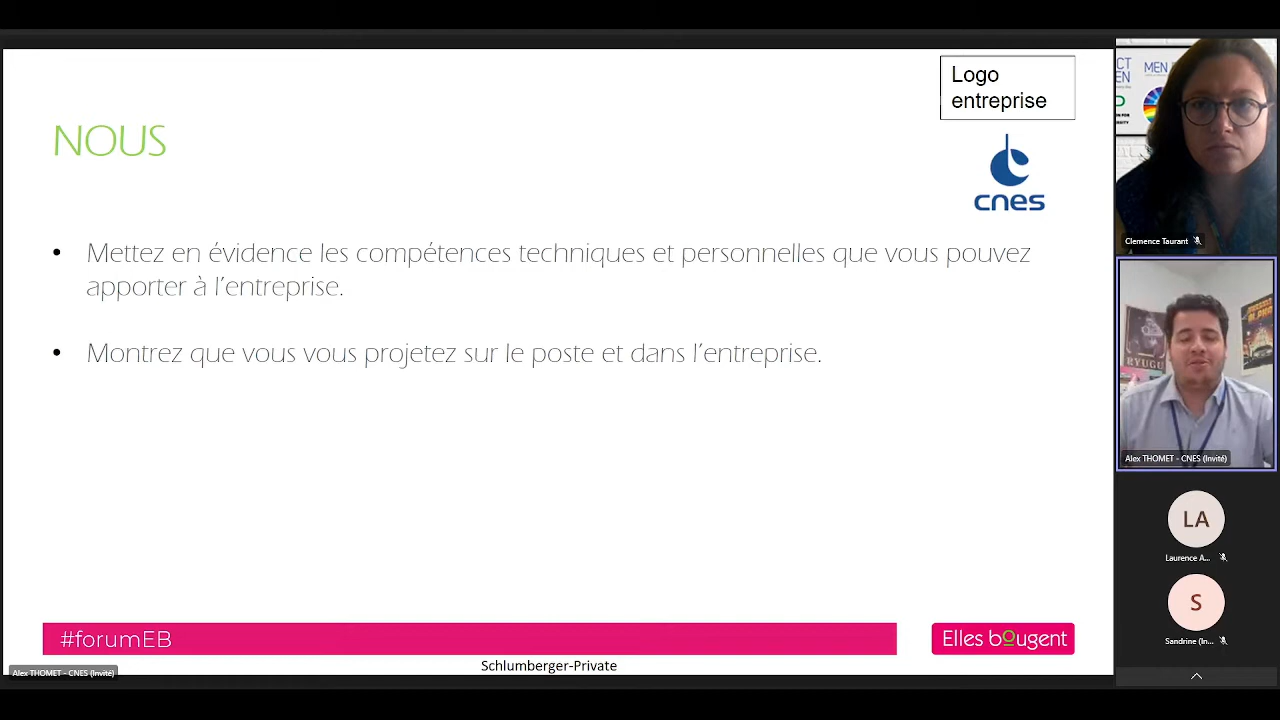 Logo
entreprise
cnes
NOUS
• Mettez en évidence les compétences techniques et personnelles que vous pouvez
apporter à l'entreprise.
• Montrez que vous vous projetez sur le poste et dans l'entreprise.
#forumEB
Elles bougent
Schlumberger-Private
Alex THOMET - CNES (Invité)
MEN
Clemence Taurant
RYUGU
Alex THOMET - CNES (Invité)
LA
Laurence A...
S
Sandrine (In...